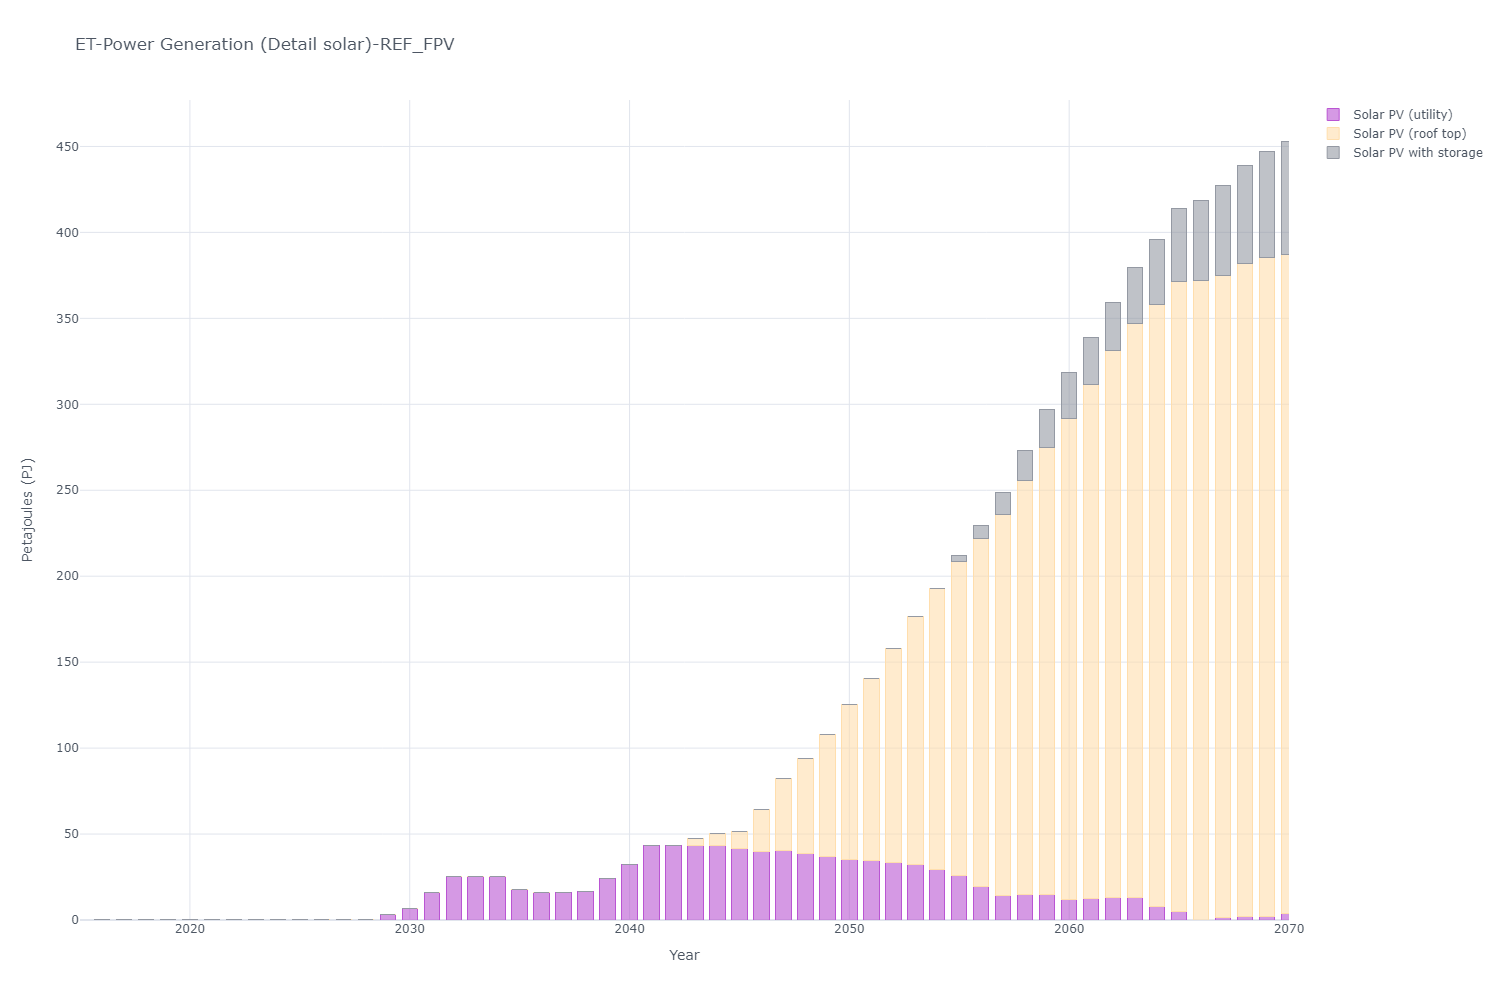 ET-Power Generation (Detail solar)-REF_FPV
Solar PV (utility)
Solar PV (roof top)
Solar PV with storage
450
400
350
300
250
200
150
100
50
0
Petajoules (PJ)
2020
2030
2040
2050
2060
2070
Year